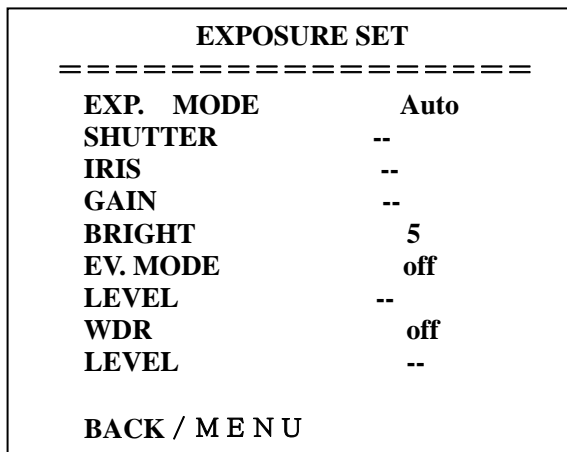 EXPOSURE SET
=================
EXP. MODE Auto
SHUTTER --
IRIS --
GAIN --
BRIGHT 5
EV. MODE off
LEVEL --
WDR off
LEVEL --
BACK / MENU